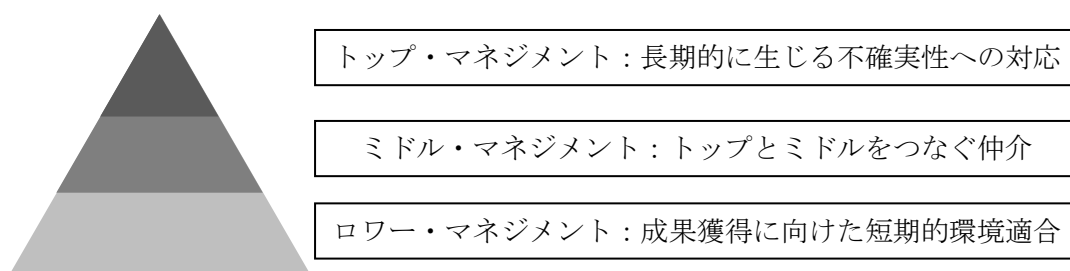 トップ・マネジメント：長期的に生じる不確実性への対応
ミドル・マネジメント：トップとミドルをつなぐ仲介
ロワー・マネジメント：成果獲得に向けた短期的環境適合